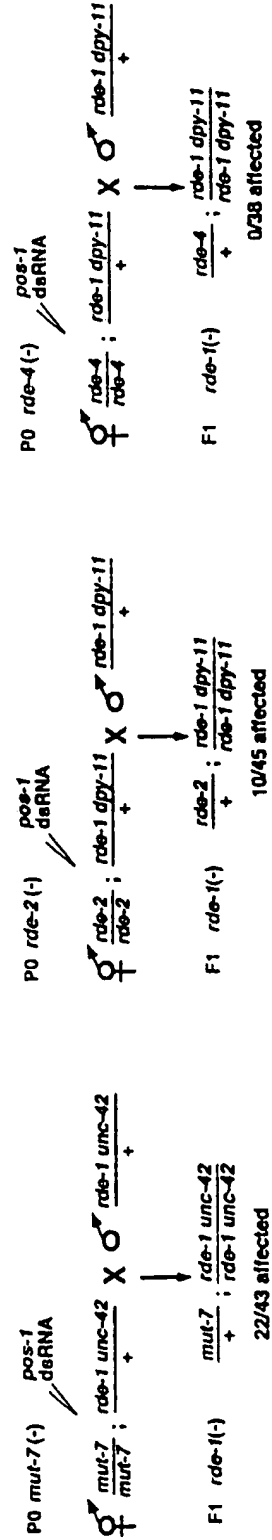 P0 mut-7 (-)
pos-1
dsRNA
mut-7 ; rde-1 unc-42 X rde-1 unc-42
mut-7 + +
F1 rde-1(-)
mut-7 ; rde-1 unc-42
+ rde-1 unc-42
22/43 affected
P0 rde-2 (-)
pos-1
dsRNA
rde-2 ; rde-1 dpy-11 X rde-1 dpy-11
rde-2 + +
F1 rde-1(-)
rde-2 ; rde-1 dpy-11
+ rde-1 dpy-11
10/45 affected
P0 rde-4 (-)
pos-1
dsRNA
rde-4 ; rde-1 dpy-11 X rde-1 dpy-11
rde-4 + +
F1 rde-1(-)
rde-4 ; rde-1 dpy-11
+ rde-1 dpy-11
0/38 affected